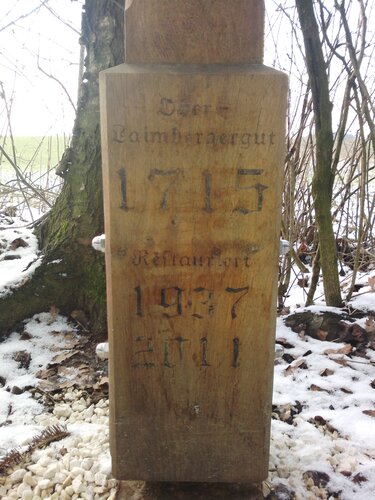 Ober-
Laimbergergut
1715
Restauriert
1937
2011